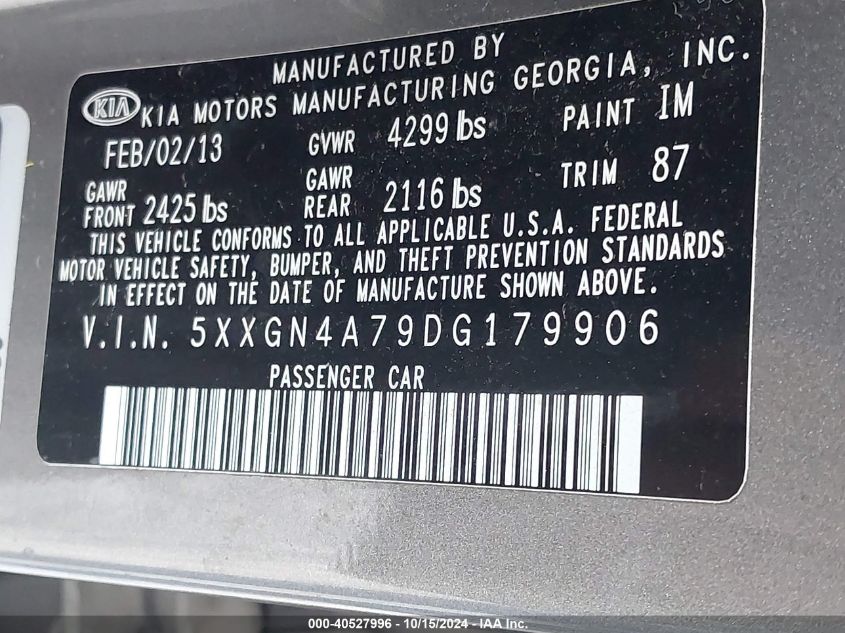 MANUFACTURED BY
KIA KIA MOTORS MANUFACTURING GEORGIA, INC.
FEB/02/13 GVWR 4299 lbs PAINT IM
GAWR FRONT 2425 lbs GAWR REAR 2116 lbs TRIM 87
THIS VEHICLE CONFORMS TO ALL APPLICABLE U.S.A. FEDERAL
MOTOR VEHICLE SAFETY, BUMPER, AND THEFT PREVENTION STANDARDS
IN EFFECT ON THE DATE OF MANUFACTURE SHOWN ABOVE.
V.I.N. 5XXGN4A79DG179906
PASSENGER CAR
000-40527996 - 10/15/2024 - IAA Inc.